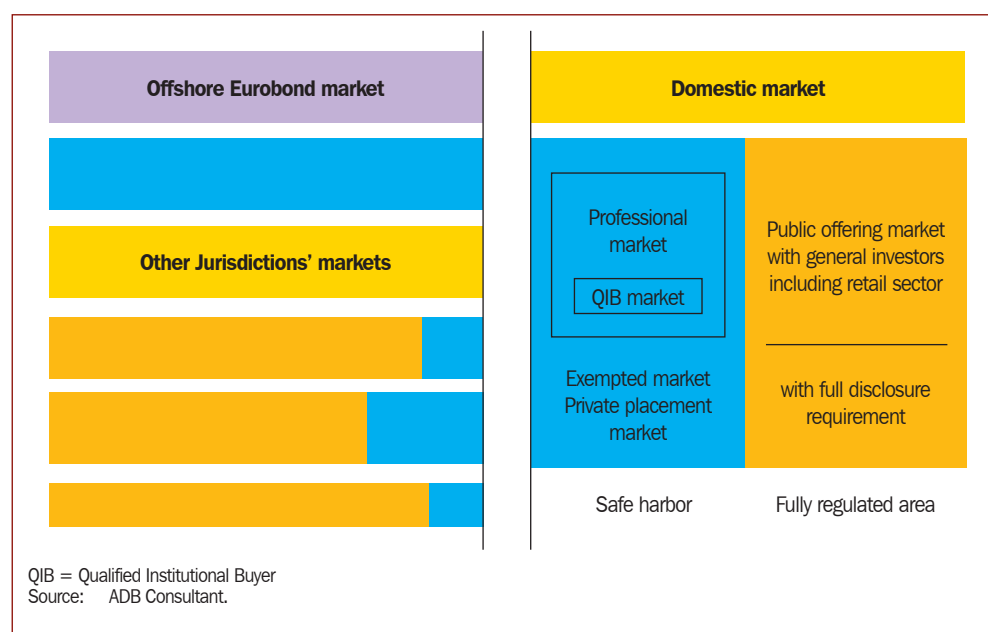 Offshore Eurobond market
Other Jurisdictions’ markets
Domestic market
Professional
market
QIB market
Exempted market
Private placement
market
Public offering market
with general investors
including retail sector
with full disclosure
requirement
Safe harbor
Fully regulated area
QIB = Qualified Institutional Buyer
Source: ADB Consultant.